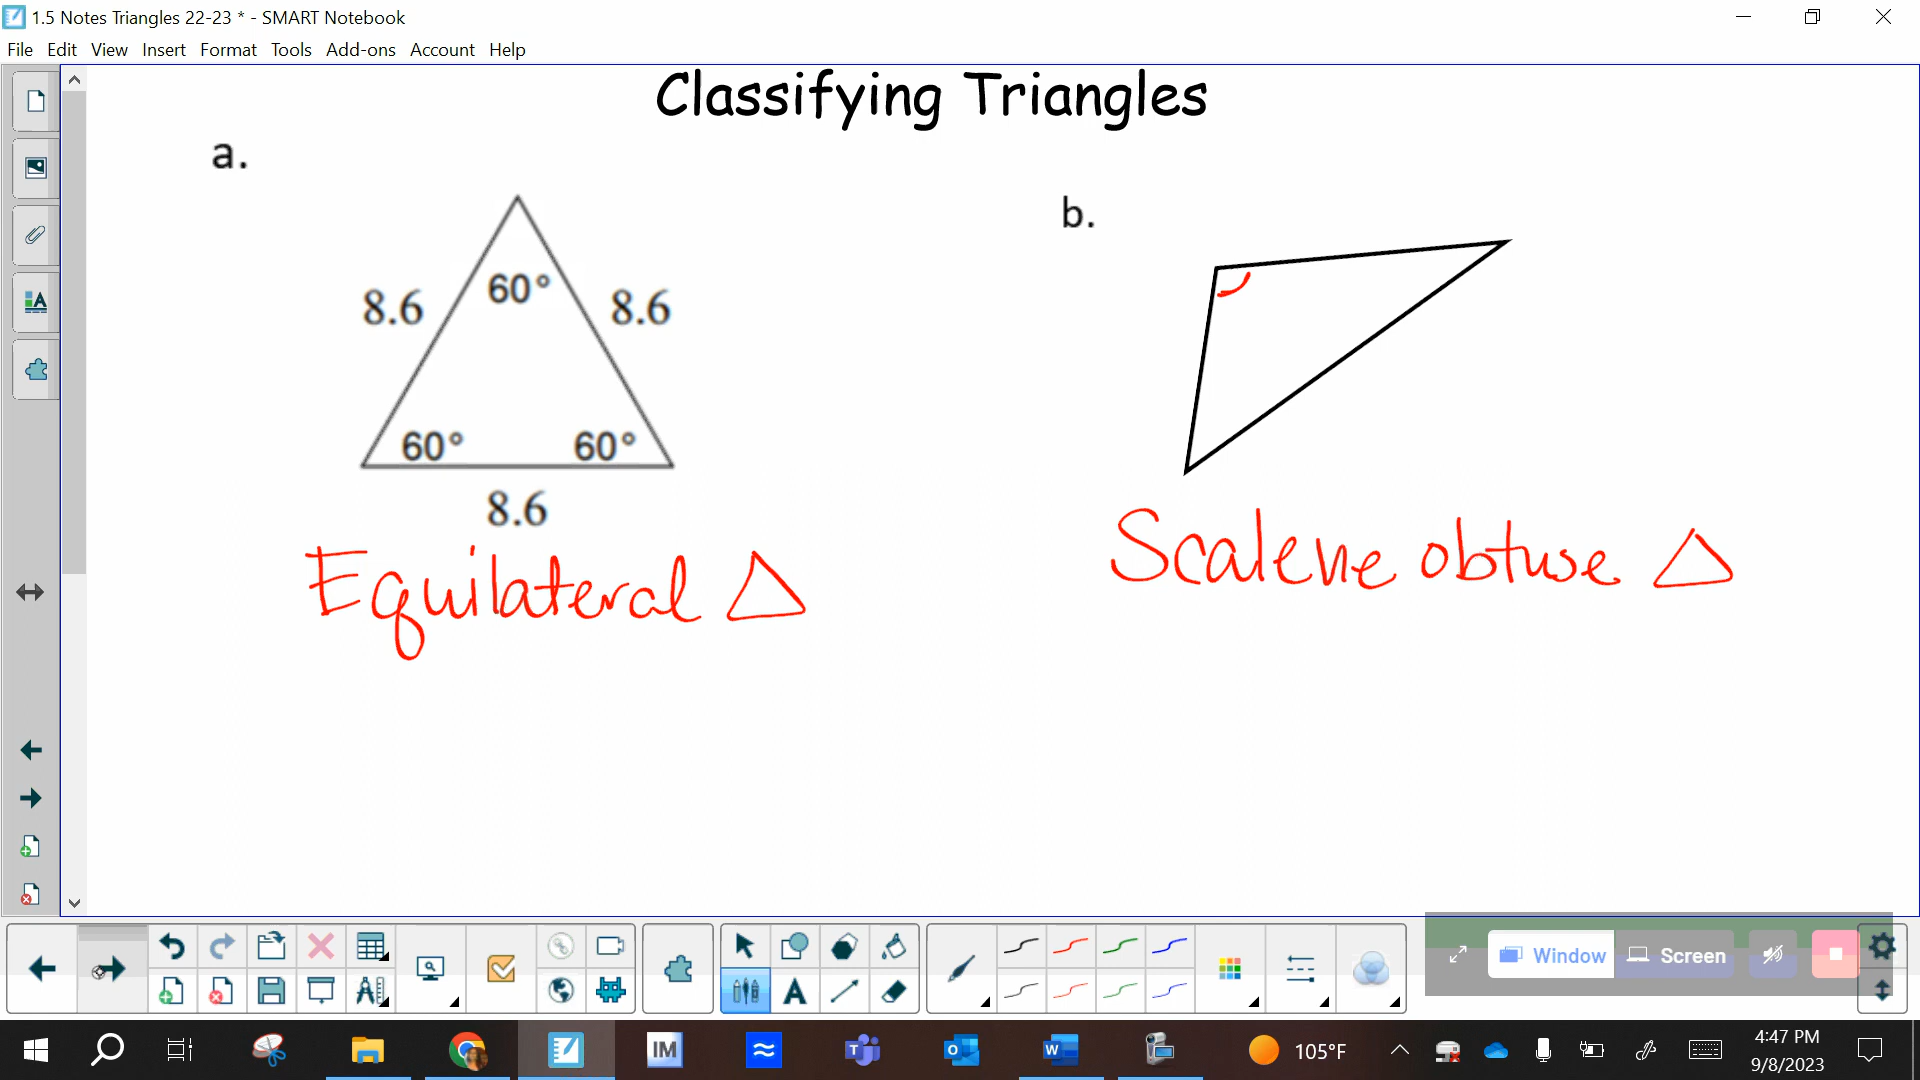 1.5 Notes Triangles 22-23 * - SMART Notebook
File Edit View Insert Format Tools Add-ons Account Help
Classifying Triangles
a.
b.
60°
8.6
8.6
60°
60°
8.6
Equilateral △
Scalene obtuse △
Window
Screen
IM
105°F
4:47 PM
9/8/2023